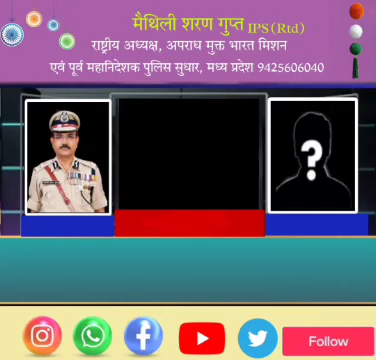 मैथिली शरण गुप्त IPS (Rtd)
राष्ट्रीय अध्यक्ष, अपराध मुक्त भारत मिशन
एवं पूर्व महानिदेशक पुलिस सुधार, मध्य प्रदेश 9425606040
?
Follow